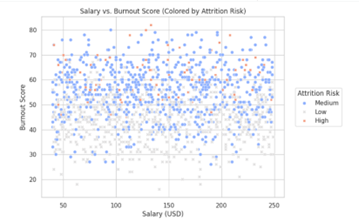 Salary vs. Burnout Score (Colored by Attrition Risk)
80
70
60
50
40
30
20
Burnout Score
50
100
150
200
250
Salary (USD)
Attrition Risk
Medium
Low
High